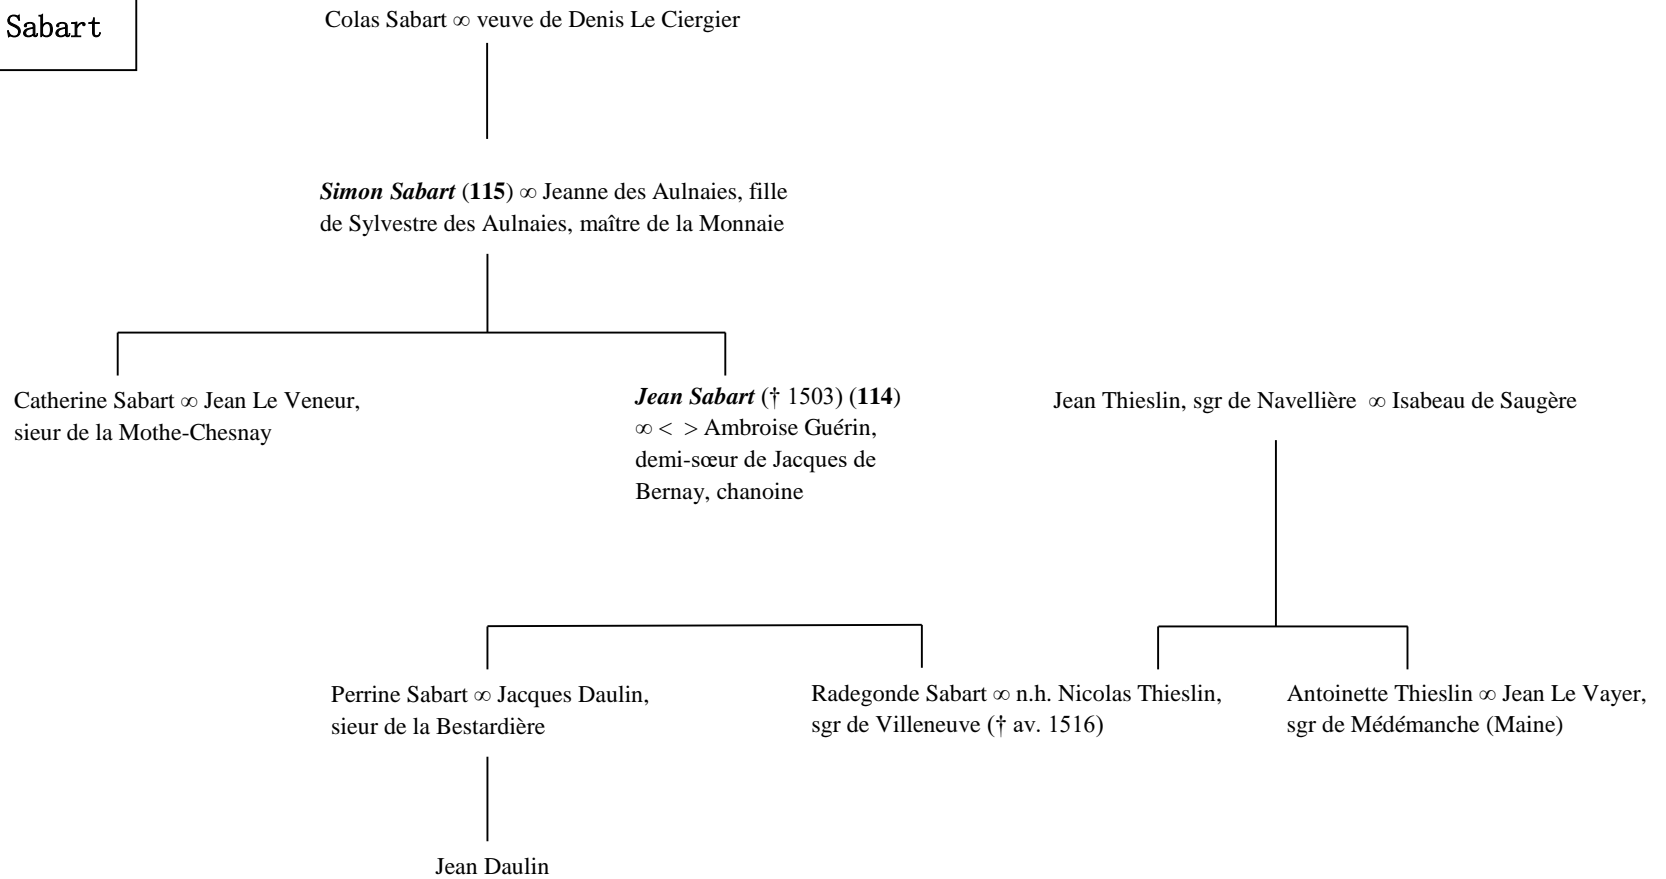 Sabart
Colas Sabart ∞ veuve de Denis Le Ciergier
Simon Sabart (115) ∞ Jeanne des Aulnaies, fille
de Sylvestre des Aulnaies, maître de la Monnaie
Catherine Sabart ∞ Jean Le Veneur,
sieur de la Mothe-Chesnay
Jean Sabart († 1503) (114)
∞ < > Ambroise Guérin,
demi-sœur de Jacques de
Bernay, chanoine
Jean Thieslin, sgr de Navellière ∞ Isabeau de Saugère
Perrine Sabart ∞ Jacques Daulin,
sieur de la Bestardière
Radegonde Sabart ∞ n.h. Nicolas Thieslin,
sgr de Villeneuve († av. 1516)
Antoinette Thieslin ∞ Jean Le Vayer,
sgr de Médémanche (Maine)
Jean Daulin